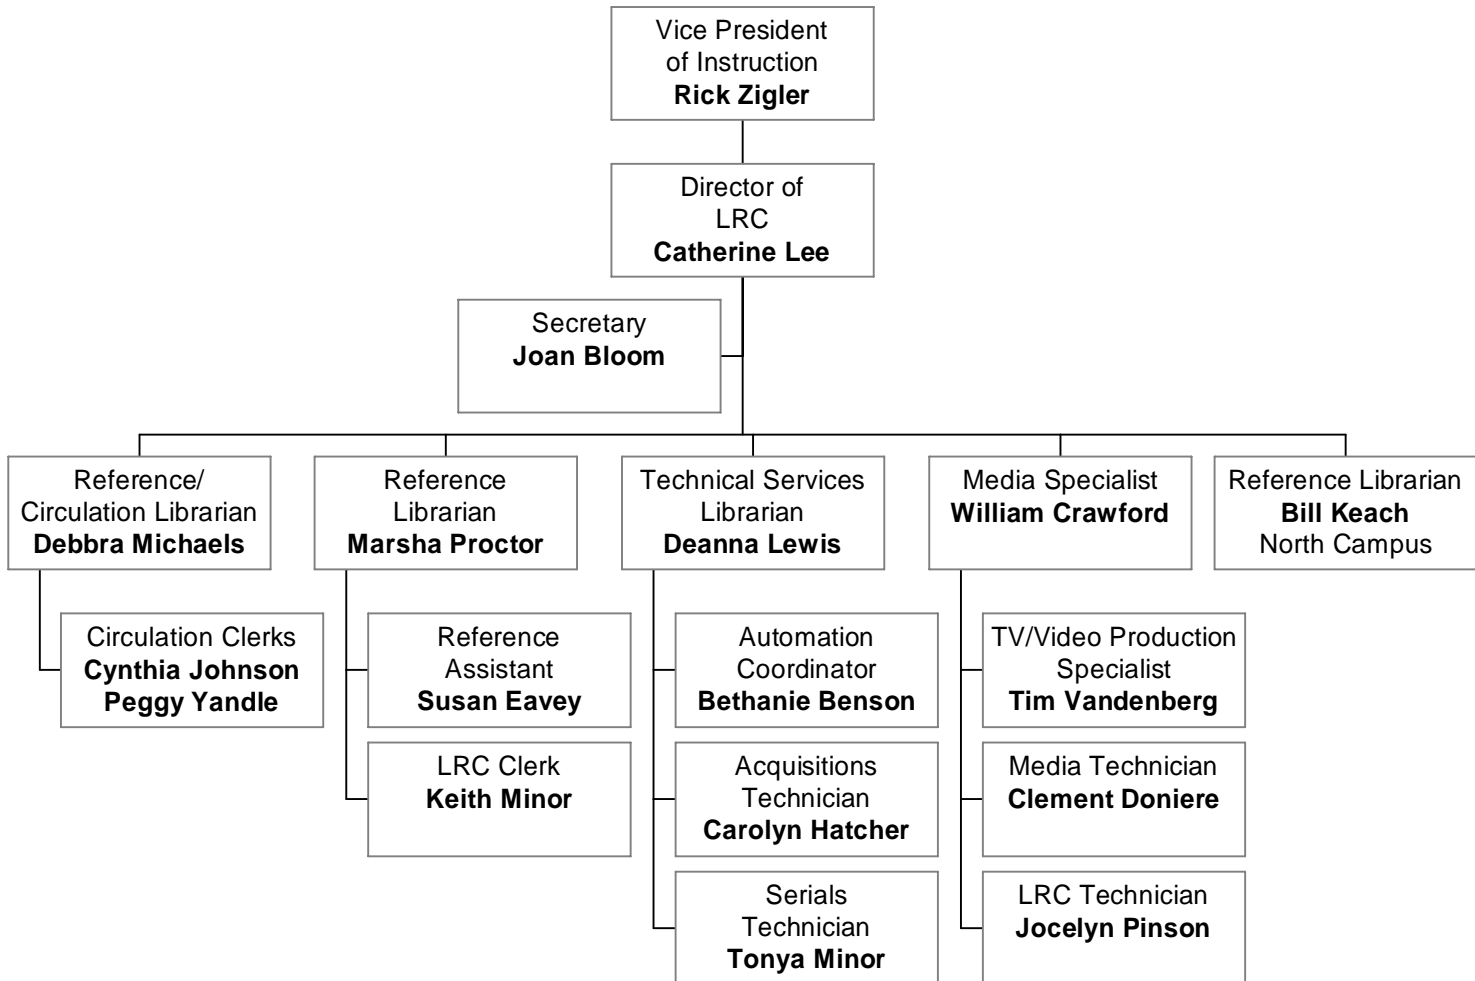 Vice President
of Instruction
Rick Zigler
Director of
LRC
Catherine Lee
Secretary
Joan Bloom
Reference/
Circulation Librarian
Debbra Michaels
Reference
Librarian
Marsha Proctor
Technical Services
Librarian
Deanna Lewis
Media Specialist
William Crawford
Reference Librarian
Bill Keach
North Campus
Circulation Clerks
Cynthia Johnson
Peggy Yandle
Reference
Assistant
Susan Eavey
LRC Clerk
Keith Minor
Automation
Coordinator
Bethanie Benson
Acquisitions
Technician
Carolyn Hatcher
Serials
Technician
Tonya Minor
TV/Video Production
Specialist
Tim Vandenberg
Media Technician
Clement Doniere
LRC Technician
Jocelyn Pinson